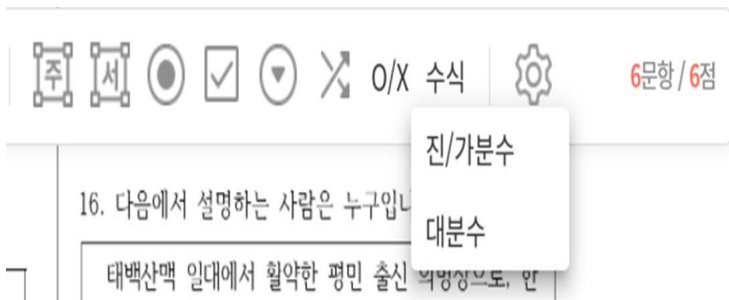 주 서 O/X 수식 6문항 / 6점
진/가분수
대분수
16. 다음에서 설명하는 사람은 누구입니
태백산맥 일대에서 활약한 평민 출신 의병장으로, 한